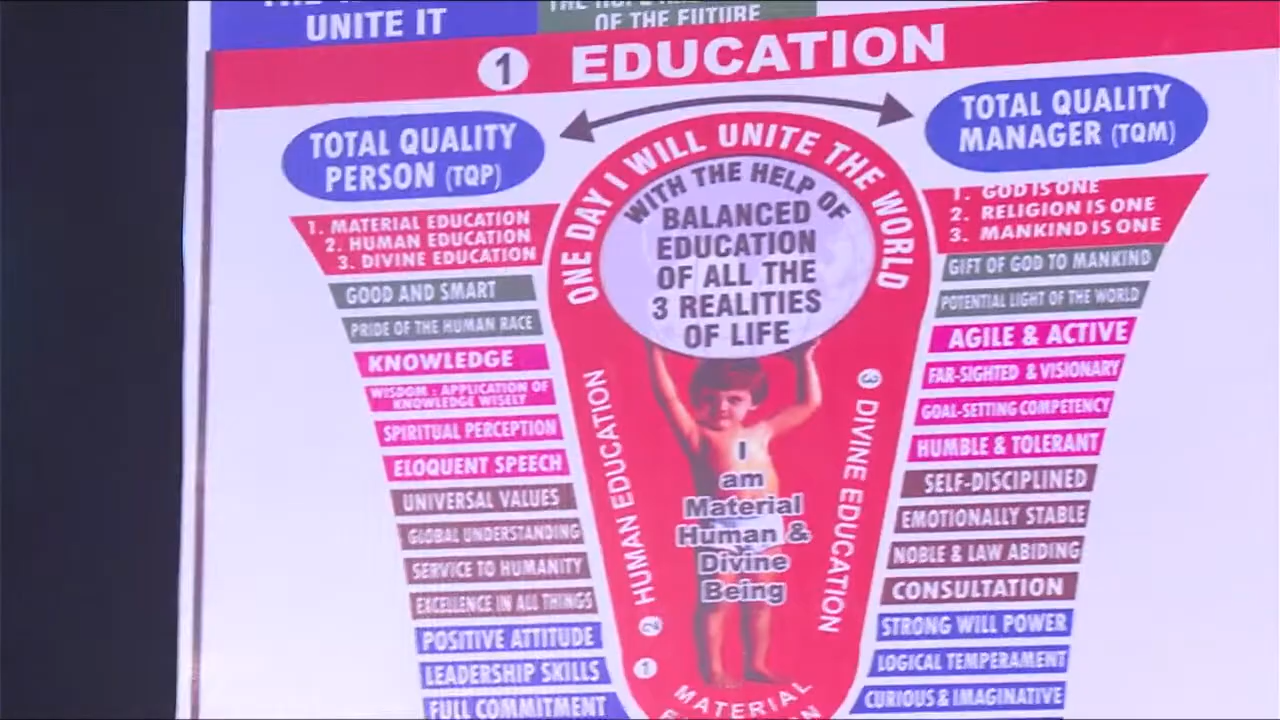 UNITE IT
OF THE FUTURE
1 EDUCATION
TOTAL QUALITY
PERSON (TQP)
1. MATERIAL EDUCATION
2. HUMAN EDUCATION
3. DIVINE EDUCATION
GOOD AND SMART
PRIDE OF THE HUMAN RACE
KNOWLEDGE
WISDOM : APPLICATION OF
KNOWLEDGE WISELY
SPIRITUAL PERCEPTION
ELOQUENT SPEECH
UNIVERSAL VALUES
GLOBAL UNDERSTANDING
SERVICE TO HUMANITY
EXCELLENCE IN ALL THINGS
POSITIVE ATTITUDE
LEADERSHIP SKILLS
FULL COMMITMENT
ONE DAY I WILL UNITE THE WORLD
WITH THE HELP OF
BALANCED
EDUCATION
OF ALL THE
3 REALITIES
OF LIFE
I
am
Material
Human &
Divine
Being
2 HUMAN EDUCATION
3 DIVINE EDUCATION
1 MATERIAL
TOTAL QUALITY
MANAGER (TQM)
1. GOD IS ONE
2. RELIGION IS ONE
3. MANKIND IS ONE
GIFT OF GOD TO MANKIND
POTENTIAL LIGHT OF THE WORLD
AGILE & ACTIVE
FAR-SIGHTED & VISIONARY
GOAL-SETTING COMPETENCY
HUMBLE & TOLERANT
SELF-DISCIPLINED
EMOTIONALLY STABLE
NOBLE & LAW ABIDING
CONSULTATION
STRONG WILL POWER
LOGICAL TEMPERAMENT
CURIOUS & IMAGINATIVE